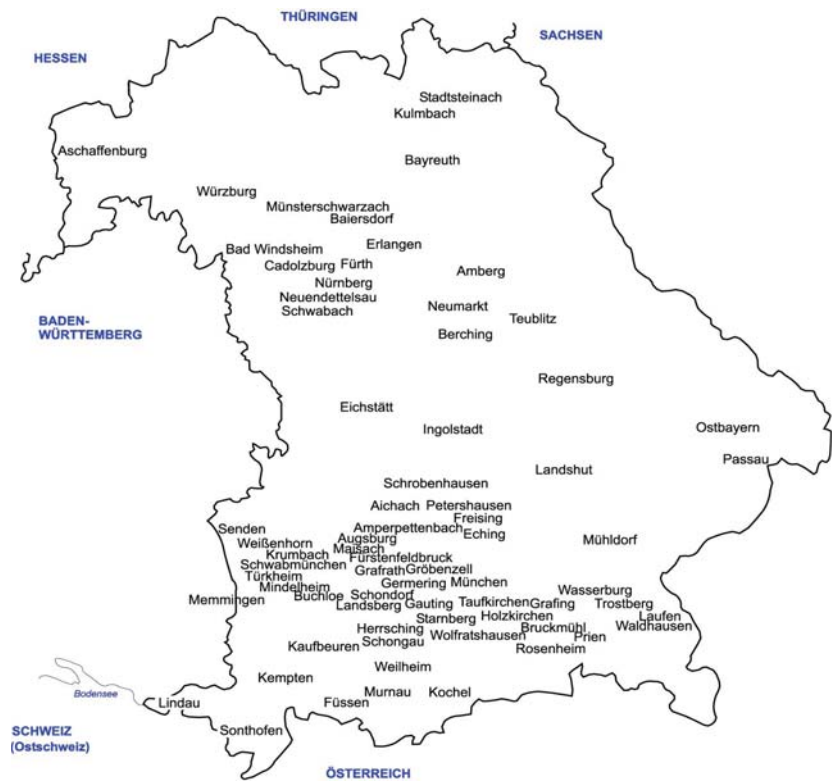 THÜRINGEN
SACHSEN
HESSEN
Stadtsteinach
Kulmbach
Aschaffenburg
Bayreuth
Würzburg
Münsterschwarzach
Baiersdorf
Erlangen
Bad Windsheim
Cadolzburg
Fürth
Amberg
Nürnberg
Neuendettelsau
Neumarkt
Schwabach
Teublitz
BADEN-
WÜRTTEMBERG
Berching
Regensburg
Eichstätt
Ingolstadt
Ostbayern
Passau
Landshut
Schrobenhausen
Aichach
Petershausen
Freising
Senden
Amperpettenbach
Eching
Augsburg
Mühldorf
Weißenhorn
Maisach
Krumbach
Fürstenfeldbruck
Schwabmünchen
Grafrath
Gröbenzell
Türkheim
Germering
München
Mindelheim
Wasserburg
Buchloe
Schondorf
Memmingen
Landsberg
Gauting
Taufkirchen
Grafing
Trostberg
Starnberg
Holzkirchen
Laufen
Herrsching
Bruckmühl
Waldhausen
Wolfratshausen
Prien
Schongau
Kaufbeuren
Rosenheim
Weilheim
Kempten
Murnau
Kochel
Bodensee
Lindau
Füssen
Sonthofen
SCHWEIZ
(Ostschweiz)
ÖSTERREICH